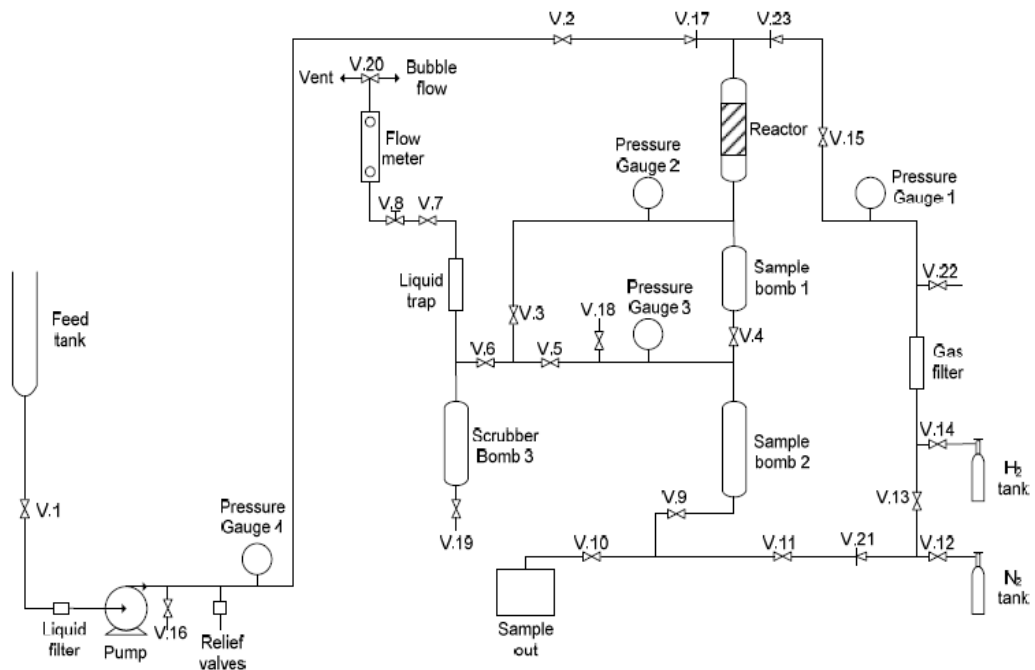 V.2
V.17
V.23
V.20
Vent
Bubble
flow
Flow
meter
Reactor
V.15
Pressure
Gauge 2
Pressure
Gauge 1
V.8
V.7
Liquid
trap
Sample
bomb 1
V.22
Feed
tank
Pressure
Gauge 3
V.18
V.3
V.4
V.6
V.5
Gas
filter
Scrubber
Bomb 3
Sample
bomb 2
V.14
H2
tank
V.1
V.9
V.13
Pressure
Gauge 4
V.19
V.10
V.11
V.21
V.12
N2
tank
Liquid
filter
Pump
V.16
Relief
valves
Sample
out